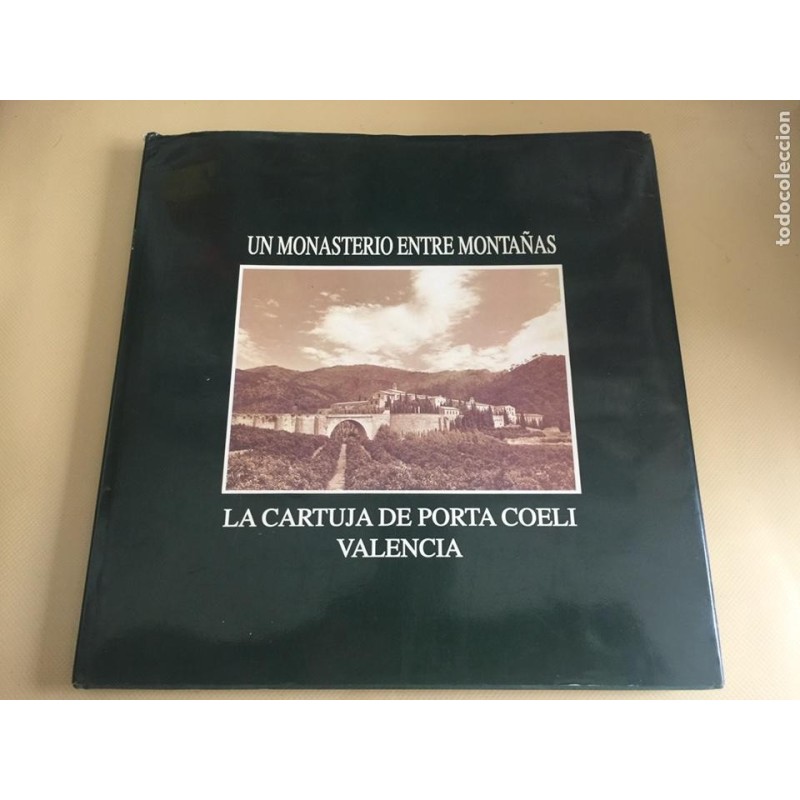 UN MONASTERIO ENTRE MONTAÑAS
LA CARTUJA DE PORTA COELI
VALENCIA
todocoleccion